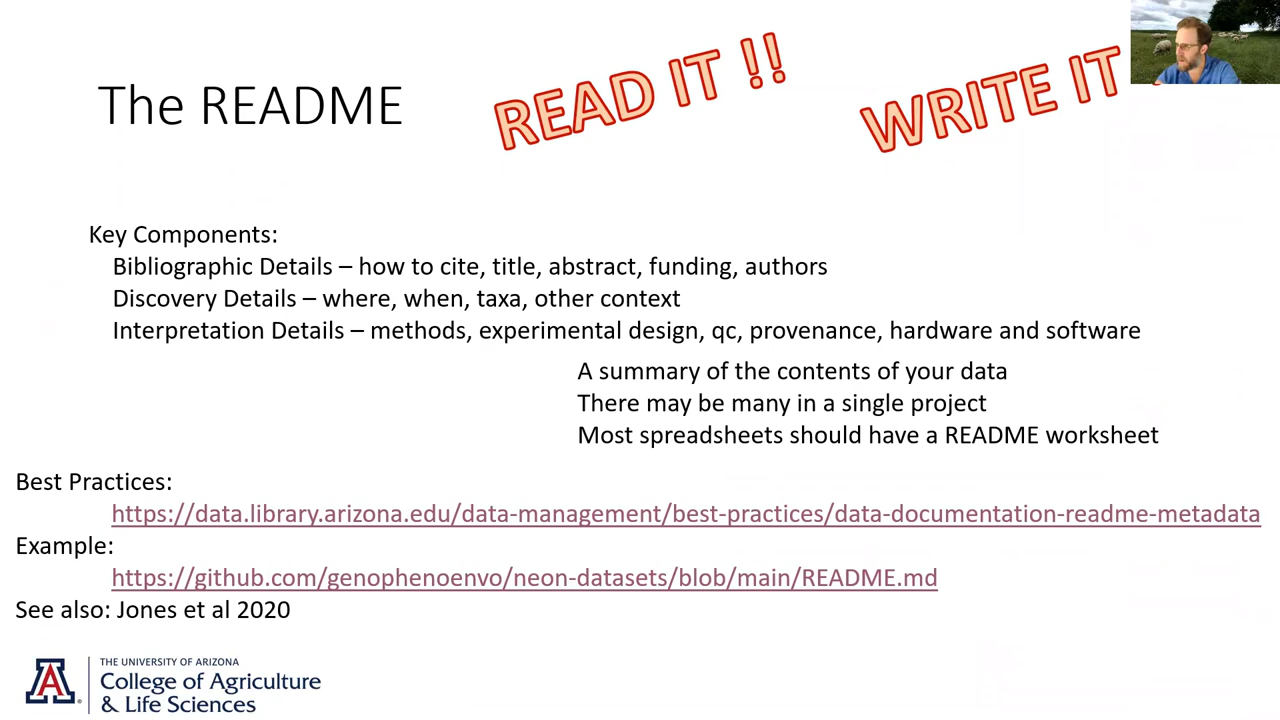 The README
READ IT !!
WRITE IT
Key Components:
Bibliographic Details – how to cite, title, abstract, funding, authors
Discovery Details – where, when, taxa, other context
Interpretation Details – methods, experimental design, qc, provenance, hardware and software
A summary of the contents of your data
There may be many in a single project
Most spreadsheets should have a README worksheet
Best Practices:
https://data.library.arizona.edu/data-management/best-practices/data-documentation-readme-metadata
Example:
https://github.com/genophenoenvo/neon-datasets/blob/main/README.md
See also: Jones et al 2020
A
THE UNIVERSITY OF ARIZONA
College of Agriculture
& Life Sciences